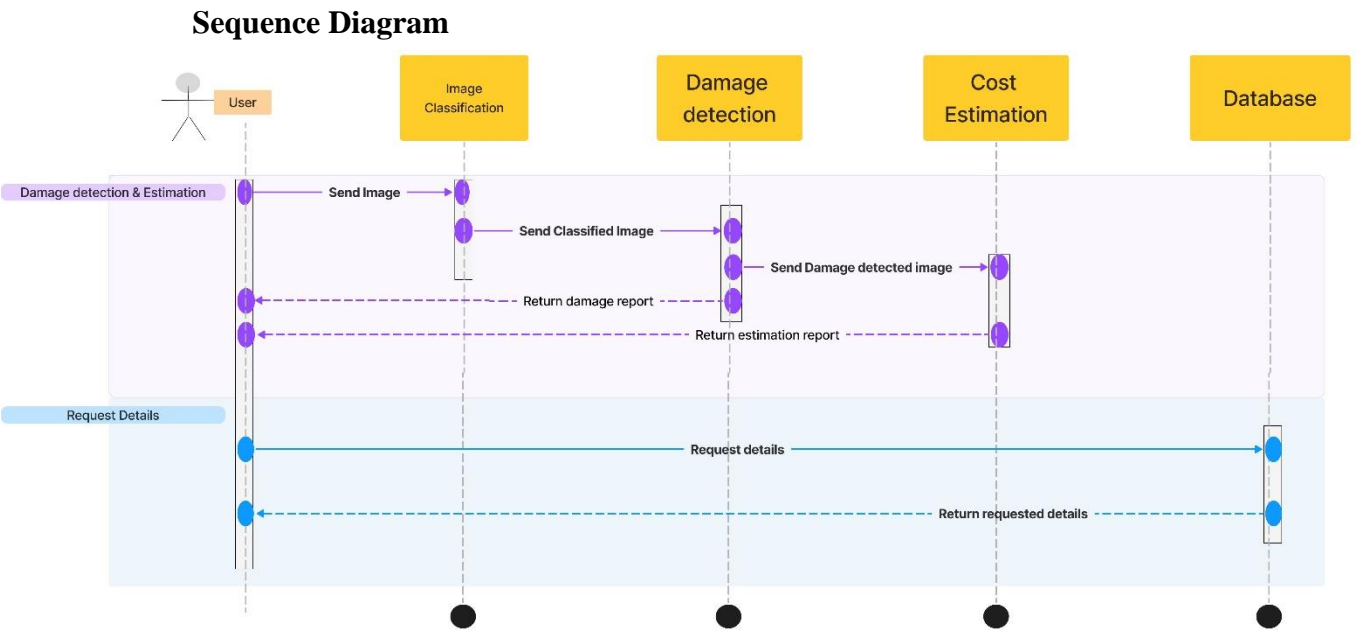 Sequence Diagram
User
Image
Classification
Damage
detection
Cost
Estimation
Database
Damage detection & Estimation
Send Image
Send Classified Image
Send Damage detected image
Return damage report
Return estimation report
Request Details
Request details
Return requested details